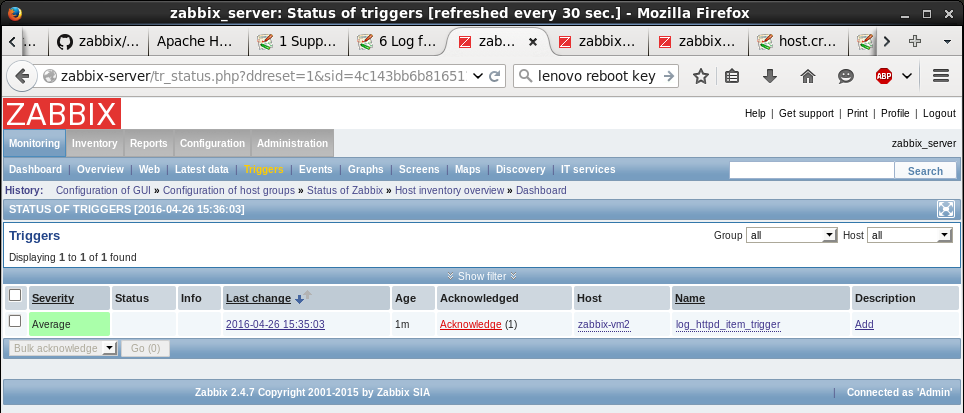 zabbix_server: Status of triggers [refreshed every 30 sec.] - Mozilla Firefox
... zabbix/... Apache H... 1 Supp... 6 Log f... zab... zabbix... zabbix... host.cr...
zabbix-server/tr_status.php?ddreset=1&sid=4c143bb6b81651 lenovo reboot key ABP
ZABBIX
Help | Get support | Print | Profile | Logout
Monitoring Inventory Reports Configuration Administration zabbix_server
Dashboard | Overview | Web | Latest data | Triggers | Events | Graphs | Screens | Maps | Discovery | IT services Search
History: Configuration of GUI » Configuration of host groups » Status of Zabbix » Host inventory overview » Dashboard
STATUS OF TRIGGERS [2016-04-26 15:36:03]
Triggers Group all Host all
Displaying 1 to 1 of 1 found
Show filter
Severity Status Info Last change Age Acknowledged Host Name Description
Average 2016-04-26 15:35:03 1m Acknowledge (1) zabbix-vm2 log_httpd_item_trigger Add
Bulk acknowledge Go (0)
Zabbix 2.4.7 Copyright 2001-2015 by Zabbix SIA | Connected as 'Admin'